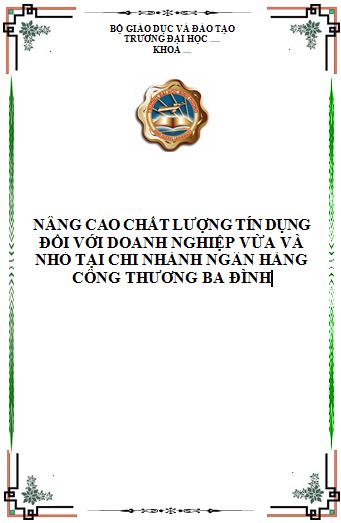 BỘ GIÁO DỤC VÀ ĐÀO TẠO
TRƯỜNG ĐẠI HỌC ....
KHOA ....
NÂNG CAO CHẤT LƯỢNG TÍN DỤNG
ĐỐI VỚI DOANH NGHIỆP VỪA VÀ
NHỎ TẠI CHI NHÁNH NGÂN HÀNG
CÔNG THƯƠNG BA ĐÌNH